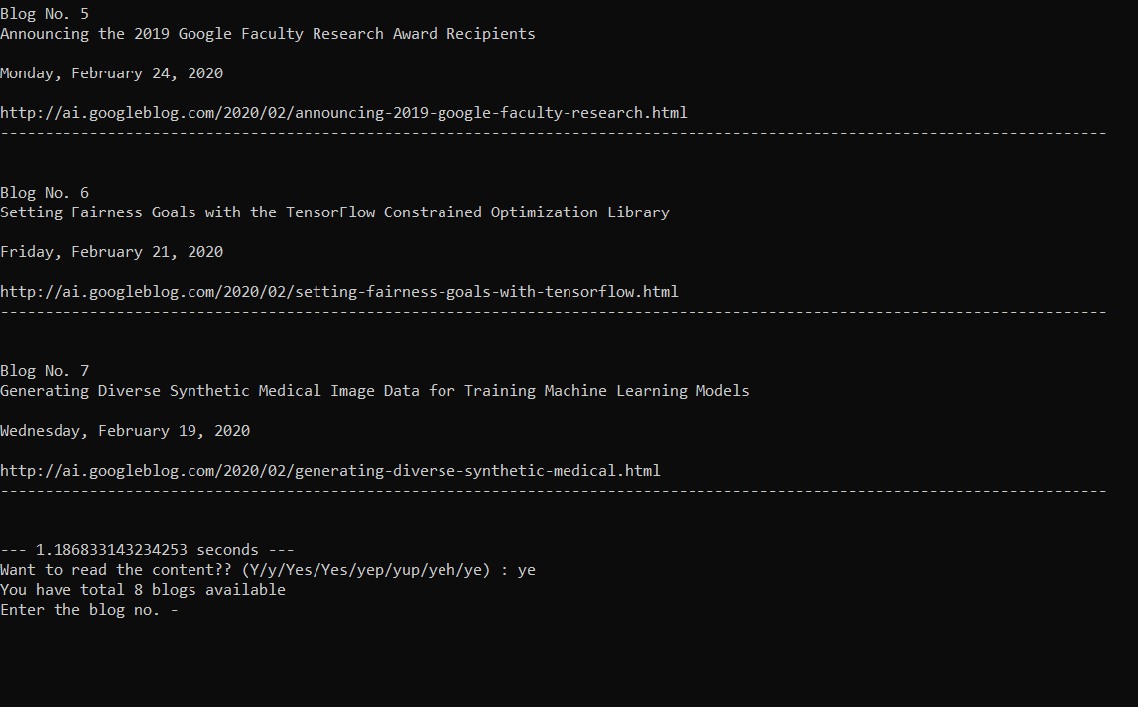 Blog No. 5
Announcing the 2019 Google Faculty Research Award Recipients
Monday, February 24, 2020
http://ai.googleblog.com/2020/02/announcing-2019-google-faculty-research.html
----------------------------------------------------------------------------------------------------------------------------
Blog No. 6
Setting Fairness Goals with the TensorFlow Constrained Optimization Library
Friday, February 21, 2020
http://ai.googleblog.com/2020/02/setting-fairness-goals-with-tensorflow.html
----------------------------------------------------------------------------------------------------------------------------
Blog No. 7
Generating Diverse Synthetic Medical Image Data for Training Machine Learning Models
Wednesday, February 19, 2020
http://ai.googleblog.com/2020/02/generating-diverse-synthetic-medical.html
----------------------------------------------------------------------------------------------------------------------------
--- 1.186833143234253 seconds ---
Want to read the content?? (Y/y/Yes/Yes/yep/yup/yeh/ye) : ye
You have total 8 blogs available
Enter the blog no. -